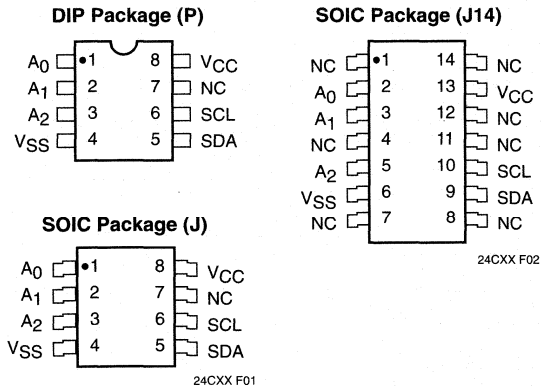 DIP Package (P)
A0 1 8 VCC
A1 2 7 NC
A2 3 6 SCL
VSS 4 5 SDA
SOIC Package (J)
A0 1 8 VCC
A1 2 7 NC
A2 3 6 SCL
VSS 4 5 SDA
24CXX F01
SOIC Package (J14)
NC 1 14 NC
A0 2 13 VCC
A1 3 12 NC
NC 4 11 NC
A2 5 10 SCL
VSS 6 9 SDA
NC 7 8 NC
24CXX F02